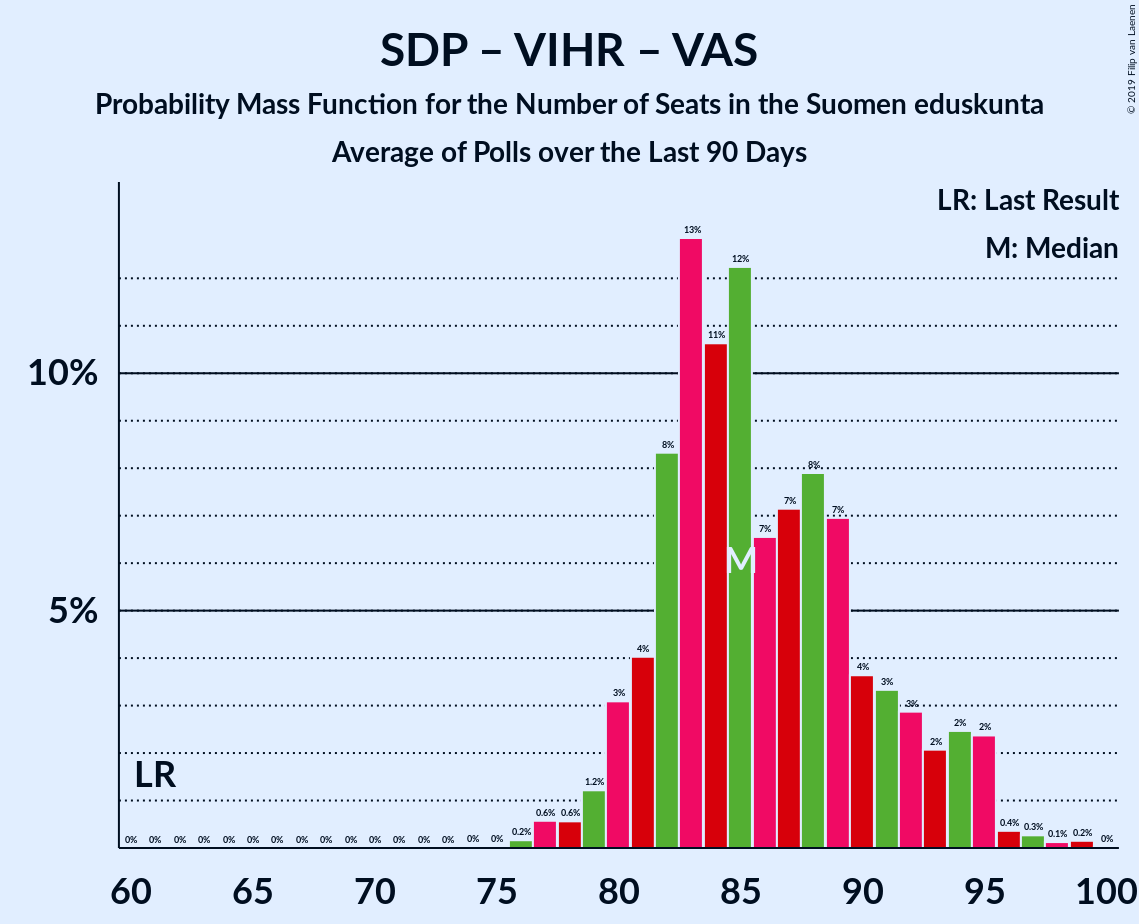 SDP – VIHR – VAS
Probability Mass Function for the Number of Seats in the Suomen eduskunta
Average of Polls over the Last 90 Days
© 2019 Filip van Laenen
LR: Last Result
M: Median
10%
5%
LR
M
0% 0% 0% 0% 0% 0% 0% 0% 0% 0% 0% 0% 0% 0% 0% 0% 0.2% 0.6% 0.6% 1.2% 3% 4% 8% 13% 11% 12% 7% 7% 8% 7% 4% 3% 3% 2% 2% 2% 0.4% 0.3% 0.1% 0.2% 0%
60 65 70 75 80 85 90 95 100